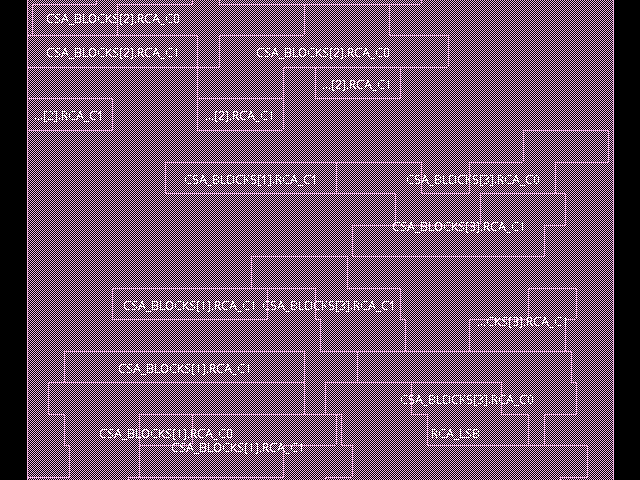 CSA_BLOCKS[2].RCA_C0
CSA_BLOCKS[2].RCA_C1 CSA_BLOCKS[2].RCA_C0
...[2].RCA_C1
...[2].RCA_C1 ...[2].RCA_C1
CSA_BLOCKS[1].RCA_C1 CSA_BLOCKS[3].RCA_C0
CSA_BLOCKS[3].RCA_C1
CSA_BLOCKS[1].RCA_C1 CSA_BLOCKS[3].RCA_C1
...CKS[3].RCA_C1
CSA_BLOCKS[1].RCA_C1
CSA_BLOCKS[3].RCA_C0
CSA_BLOCKS[1].RCA_C0 RCA_LSB
CSA_BLOCKS[1].RCA_C1